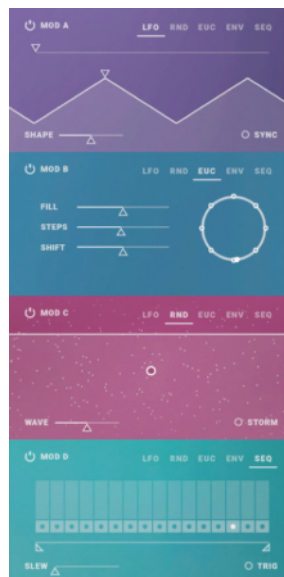 MOD A LFO RND EUC ENV SEQ
SHAPE SYNC
MOD B LFO RND EUC ENV SEQ
FILL
STEPS
SHIFT
MOD C LFO RND EUC ENV SEQ
WAVE STORM
MOD D LFO RND EUC ENV SEQ
SLEW TRIG